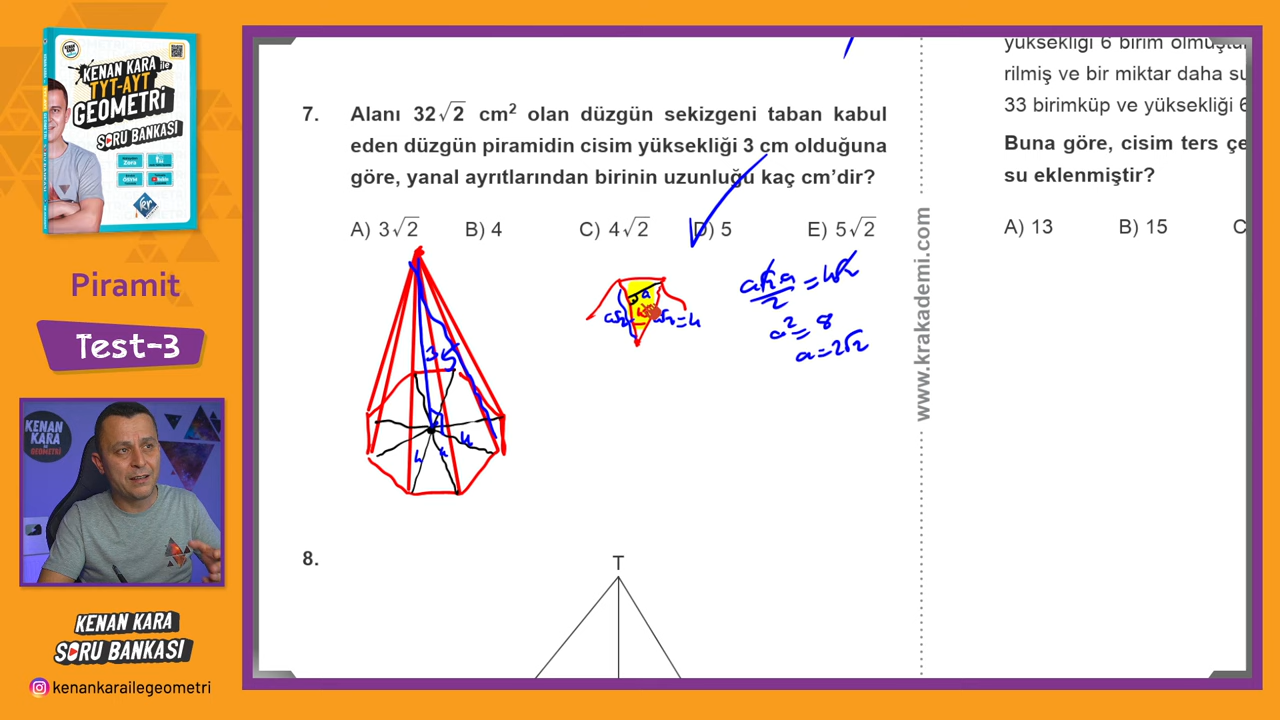 KENAN KARA ile
TYT-AYT
GEOMETRİ
SORU BANKASI
Piramit
Test-3
KENAN
KARA
GEOMETRİ
KENAN KARA
SORU BANKASI
kenankarailegeometri
7. Alanı 32√2 cm² olan düzgün sekizgeni taban kabul
eden düzgün piramidin cisim yüksekliği 3 cm olduğuna
göre, yanal ayrıtlarından birinin uzunluğu kaç cm'dir?
A) 3√2 B) 4 C) 4√2 D) 5 E) 5√2
a² = 8
a = 2√2
3
5
4
8.
T
www.krakademi.com
yüksekliği 6 birim olmuştur
rilmiş ve bir miktar daha su
33 birimküp ve yüksekliği 6
Buna göre, cisim ters çe
su eklenmiştir?
A) 13 B) 15 C